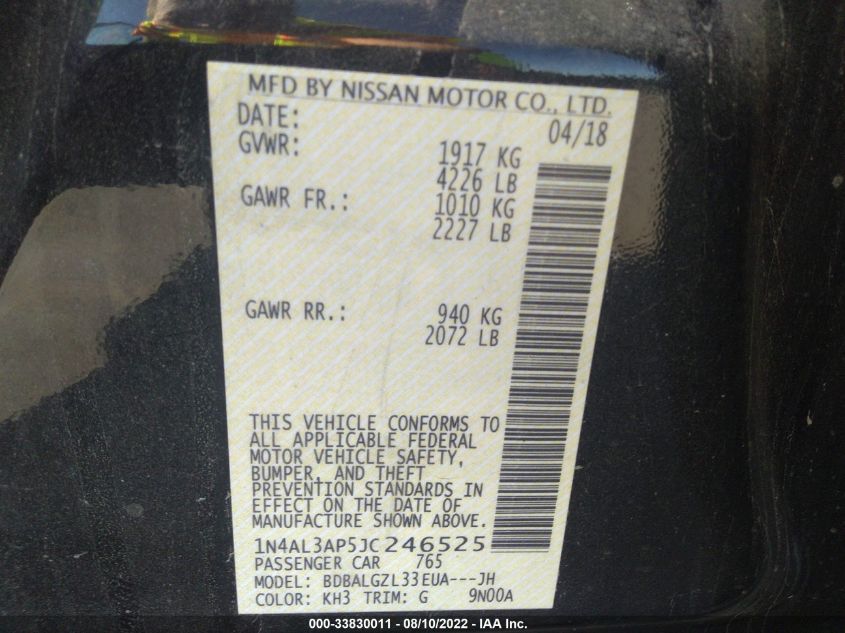 MFD BY NISSAN MOTOR CO., LTD.
DATE: 04/18
GVWR: 1917 KG
4226 LB
GAWR FR.: 1010 KG
2227 LB
GAWR RR.: 940 KG
2072 LB
THIS VEHICLE CONFORMS TO
ALL APPLICABLE FEDERAL
MOTOR VEHICLE SAFETY,
BUMPER, AND THEFT
PREVENTION STANDARDS IN
EFFECT ON THE DATE OF
MANUFACTURE SHOWN ABOVE.
1N4AL3AP5JC246525
PASSENGER CAR 765
MODEL: BDBALGZL33EUA---JH
COLOR: KH3 TRIM: G 9N00A
000-33830011 - 08/10/2022 - IAA Inc.